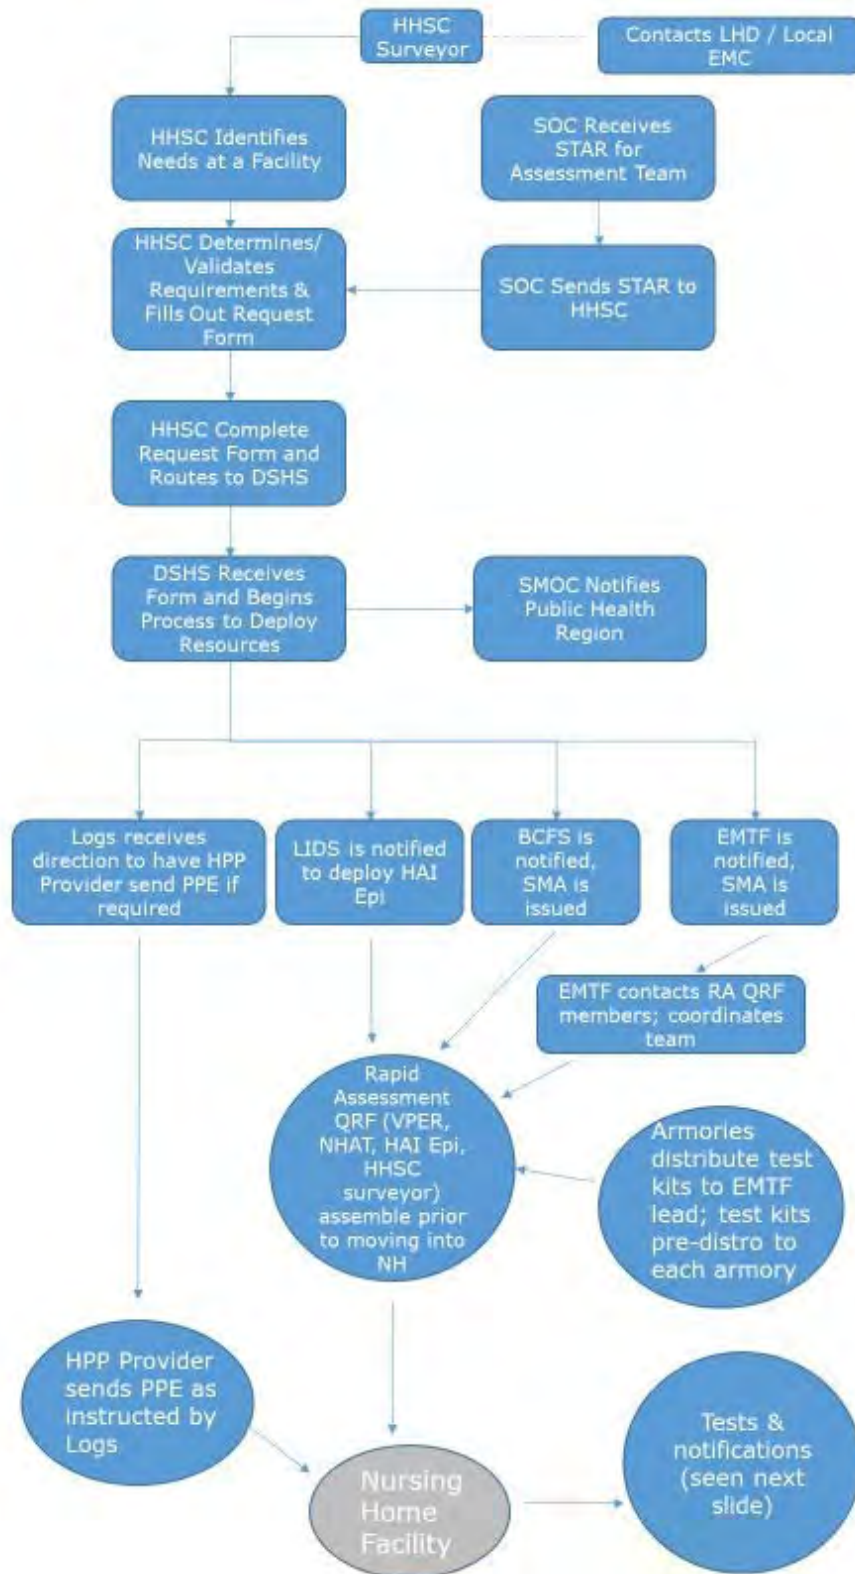 HHSC
Surveyor
Contacts LHD / Local
EMC
HHSC Identifies
Needs at a Facility
SOC Receives
STAR for
Assessment Team
HHSC Determines/
Validates
Requirements &
Fills Out Request
Form
SOC Sends STAR to
HHSC
HHSC Complete
Request Form and
Routes to DSHS
DSHS Receives
Form and Begins
Process to Deploy
Resources
SMOC Notifies
Public Health
Region
Logs receives
direction to have HPP
Provider send PPE if
required
LIDS is notified
to deploy HAI
Epi
BCFS is
notified,
SMA is
issued
EMTF is
notified,
SMA is
issued
EMTF contacts RA QRF
members; coordinates
team
Rapid
Assessment
QRF (VPER,
NHAT, HAI Epi,
HHSC
surveyor)
assemble prior
to moving into
NH
Armories
distribute test
kits to EMTF
lead; test kits
pre-distro to
each armory
HPP Provider
sends PPE as
instructed by
Logs
Tests &
notifications
(seen next
slide)
Nursing
Home
Facility